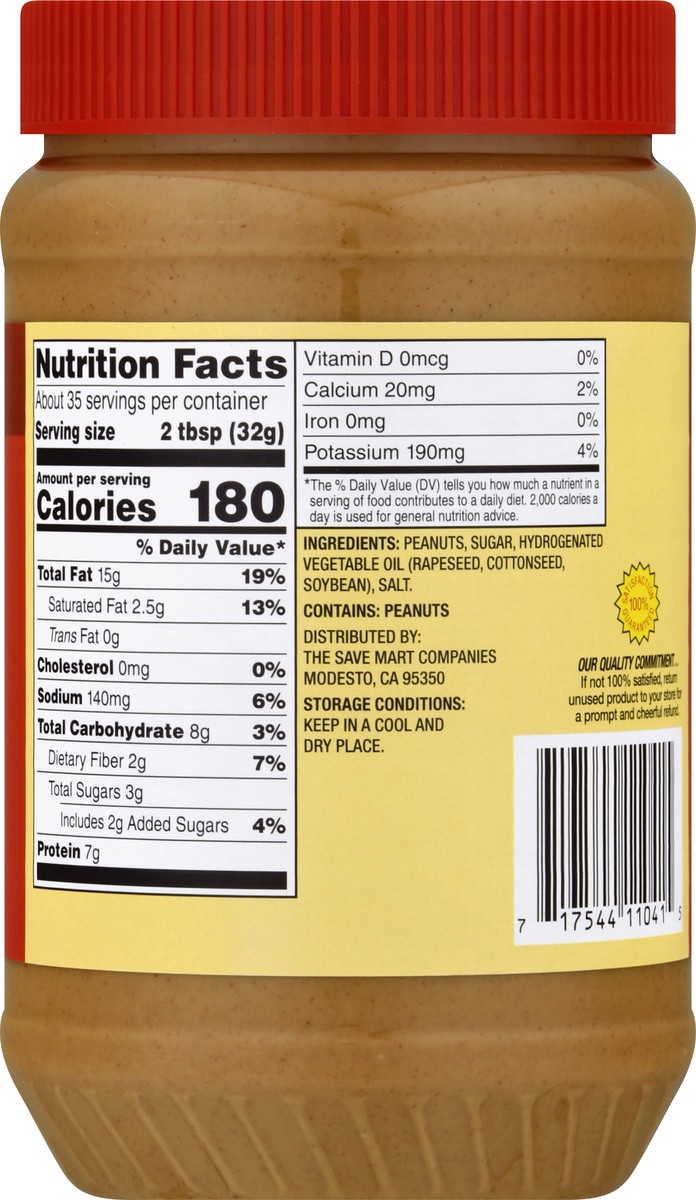 Nutrition Facts
About 35 servings per container
Serving size 2 tbsp (32g)
Amount per serving
Calories 180
% Daily Value*
Total Fat 15g 19%
Saturated Fat 2.5g 13%
Trans Fat 0g
Cholesterol 0mg 0%
Sodium 140mg 6%
Total Carbohydrate 8g 3%
Dietary Fiber 2g 7%
Total Sugars 3g
Includes 2g Added Sugars 4%
Protein 7g
Vitamin D 0mcg 0%
Calcium 20mg 2%
Iron 0mg 0%
Potassium 190mg 4%
*The % Daily Value (DV) tells you how much a nutrient in a
serving of food contributes to a daily diet. 2,000 calories a
day is used for general nutrition advice.
INGREDIENTS: PEANUTS, SUGAR, HYDROGENATED
VEGETABLE OIL (RAPESEED, COTTONSEED,
SOYBEAN), SALT.
CONTAINS: PEANUTS
DISTRIBUTED BY:
THE SAVE MART COMPANIES
MODESTO, CA 95350
STORAGE CONDITIONS:
KEEP IN A COOL AND
DRY PLACE.
SATISFACTION
100%
GUARANTEED
OUR QUALITY COMMITMENT...
If not 100% satisfied, return
unused product to your store for
a prompt and cheerful refund.
7 17544 11041 5